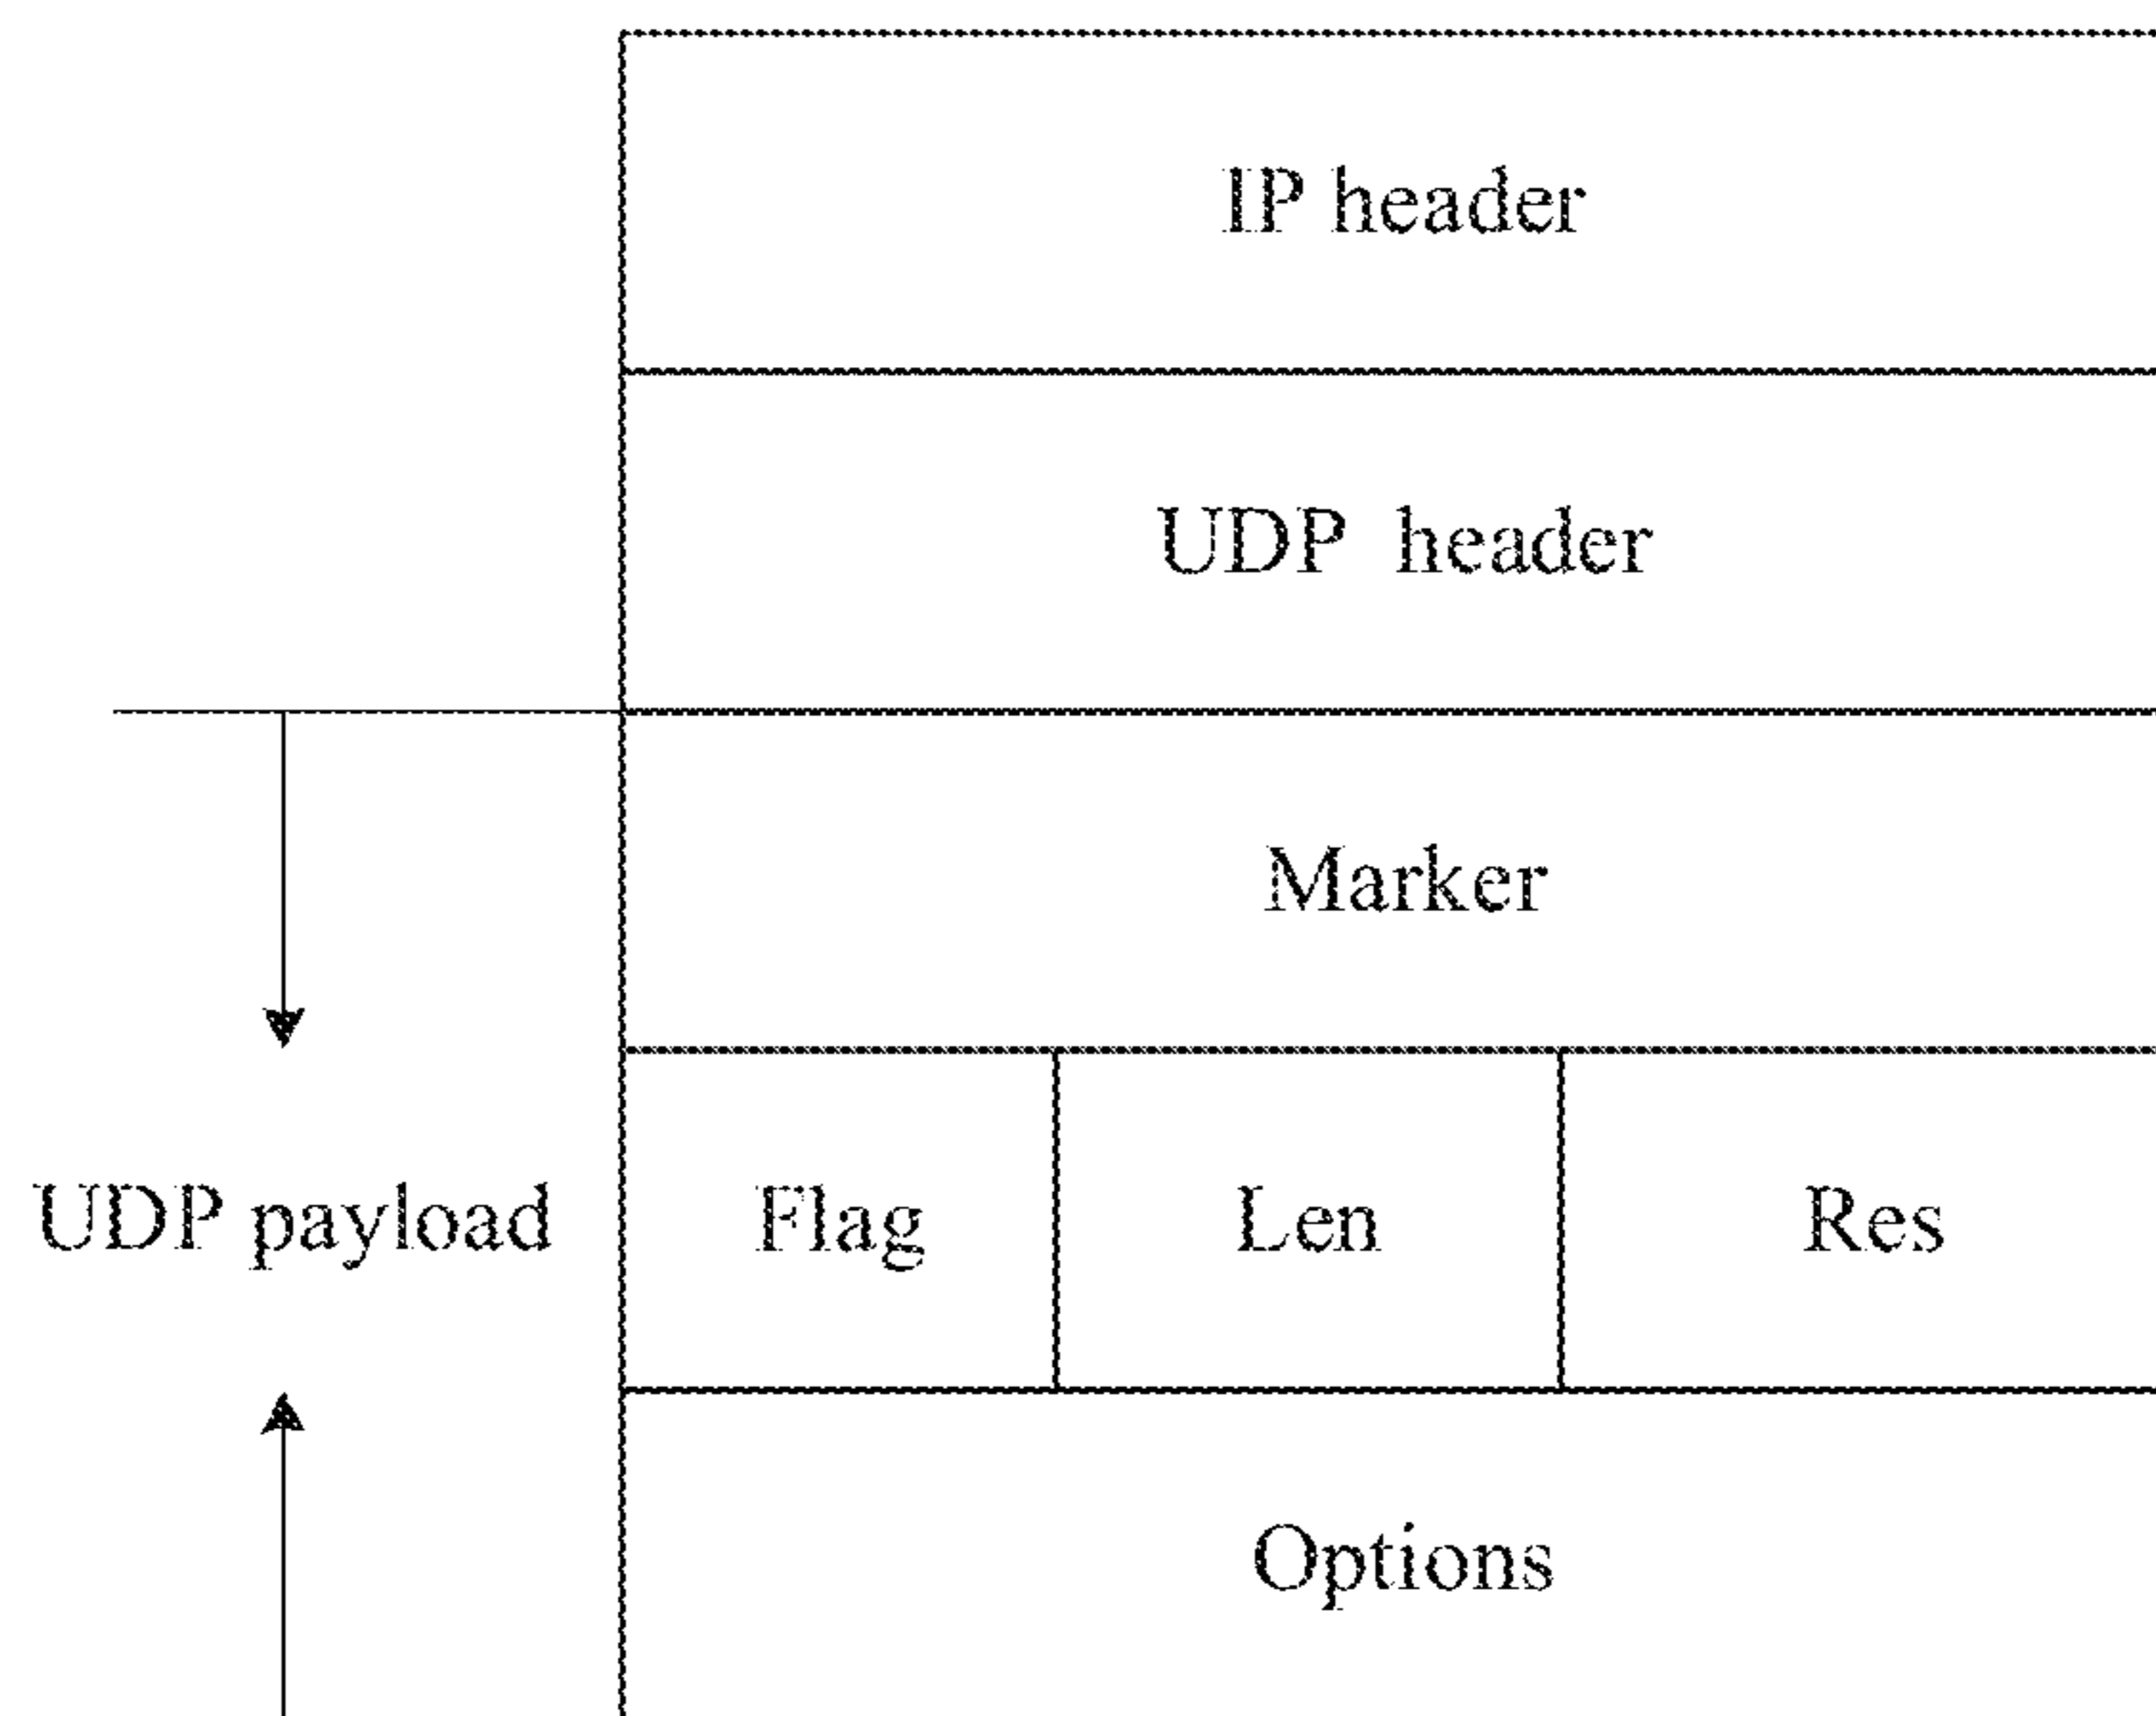 IP header
UDP header
Marker
UDP payload
Flag
Len
Res
Options